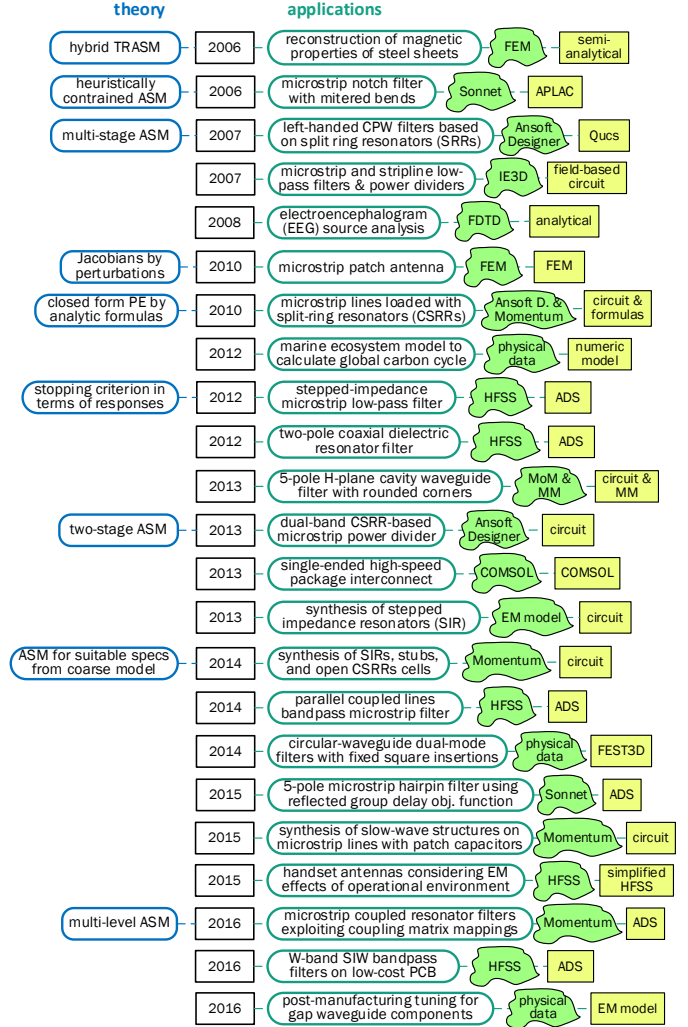 theory
applications
hybrid TRASM
2006
reconstruction of magnetic
properties of steel sheets
FEM
semi-
analytical
heuristically
contrained ASM
2006
microstrip notch filter
with mitered bends
Sonnet
APLAC
multi-stage ASM
2007
left-handed CPW filters based
on split ring resonators (SRRs)
Ansoft
Designer
Qucs
2007
microstrip and stripline low-
pass filters & power dividers
IE3D
field-based
circuit
2008
electroencephalogram
(EEG) source analysis
FDTD
analytical
Jacobians by
perturbations
2010
microstrip patch antenna
FEM
FEM
closed form PE by
analytic formulas
2010
microstrip lines loaded with
split-ring resonators (CSRRs)
Ansoft D. &
Momentum
circuit &
formulas
2012
marine ecosystem model to
calculate global carbon cycle
physical
data
numeric
model
stopping criterion in
terms of responses
2012
stepped-impedance
microstrip low-pass filter
HFSS
ADS
2012
two-pole coaxial dielectric
resonator filter
HFSS
ADS
2013
5-pole H-plane cavity waveguide
filter with rounded corners
MoM &
MM
circuit &
MM
two-stage ASM
2013
dual-band CSRR-based
microstrip power divider
Ansoft
Designer
circuit
2013
single-ended high-speed
package interconnect
COMSOL
COMSOL
2013
synthesis of stepped
impedance resonators (SIR)
EM model
circuit
ASM for suitable specs
from coarse model
2014
synthesis of SIRs, stubs,
and open CSRRs cells
Momentum
circuit
2014
parallel coupled lines
bandpass microstrip filter
HFSS
ADS
2014
circular-waveguide dual-mode
filters with fixed square insertions
physical
data
FEST3D
2015
5-pole microstrip hairpin filter using
reflected group delay obj. function
Sonnet
ADS
2015
synthesis of slow-wave structures on
microstrip lines with patch capacitors
Momentum
circuit
2015
handset antennas considering EM
effects of operational environment
HFSS
simplified
HFSS
multi-level ASM
2016
microstrip coupled resonator filters
exploiting coupling matrix mappings
Momentum
ADS
2016
W-band SIW bandpass
filters on low-cost PCB
HFSS
ADS
2016
post-manufacturing tuning for
gap waveguide components
physical
data
EM model